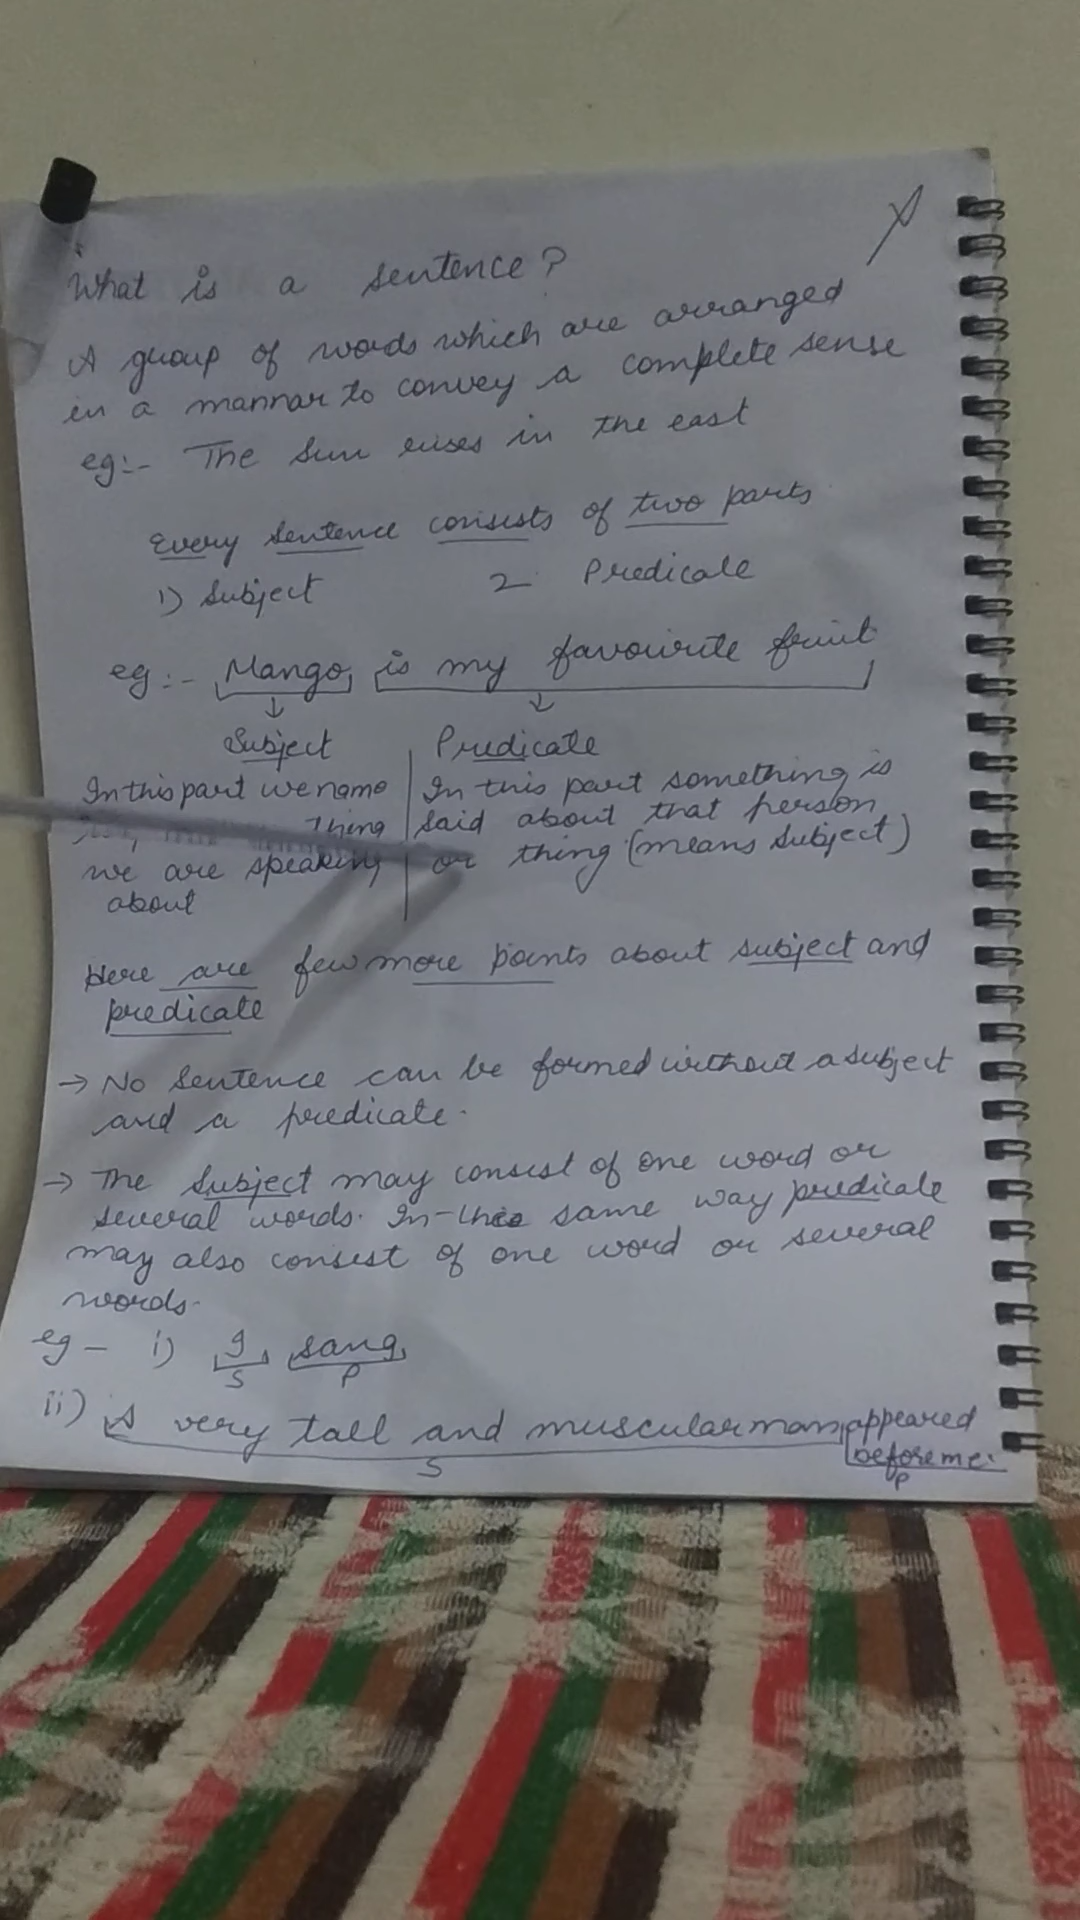 What is a sentence?
A group of words which are arranged
in a mannar to convey a complete sense
eg:- The Sun rises in the east
Every sentence consists of two parts
1) Subject 2. Predicate
eg:- Mango is my favourite fruit
Subject
In this part we name
thing
we are speaking
about
Predicate
In this part something is
said about that person
or thing (means subject)
Here are few more points about subject and
predicate
→ No sentence can be formed without a subject
and a predicate.
→ The subject may consist of one word or
several words. In the same way predicate
may also consist of one word or several
words.
eg- i) I sang
S P
ii) A very tall and muscular man appeared
before me.
S P